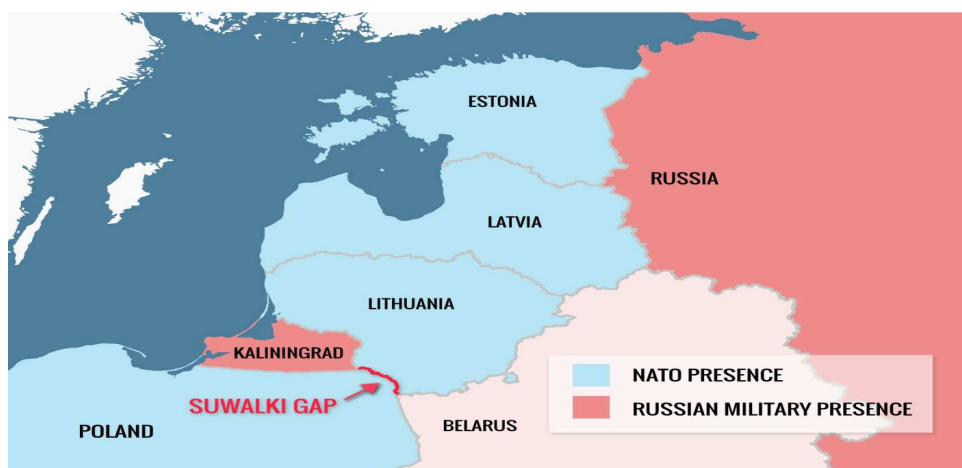 ESTONIA
RUSSIA
LATVIA
LITHUANIA
KALININGRAD
SUWALKI GAP
POLAND
BELARUS
NATO PRESENCE
RUSSIAN MILITARY PRESENCE